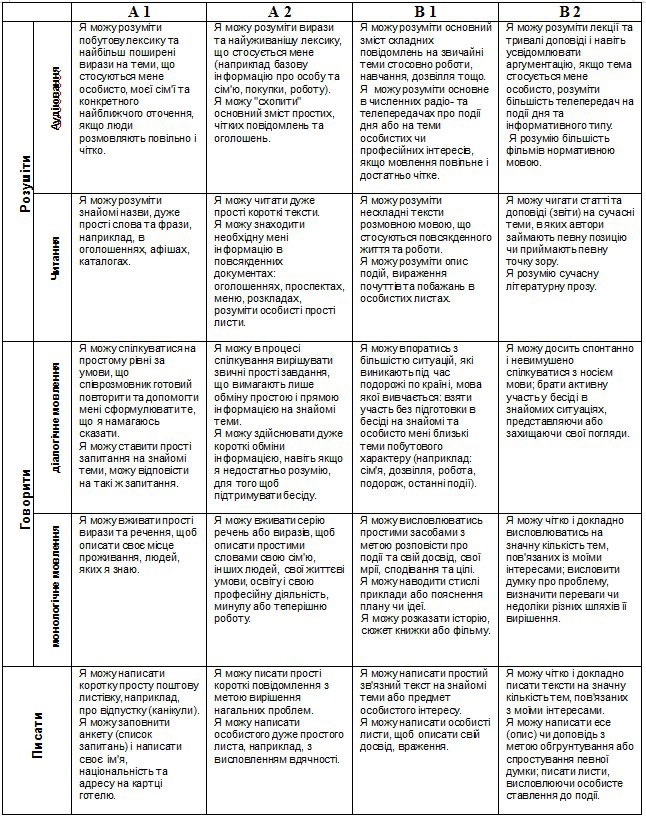 А 1
А 2
В 1
В 2
Розуміти
Аудіювання
Я можу розуміти
побутову лексику та
найбільш поширені
вирази на теми, що
стосуються мене
особисто, моєї сім'ї та
конкретного
найближчого оточення,
якщо люди
розмовляють повільно і
чітко.
Я можу розуміти вирази
та найуживанішу лексику,
що стосується мене
(наприклад базову
інформацію про особу та
сім'ю, покупки, роботу).
Я можу "схопити"
основний зміст простих,
чітких повідомлень та
оголошень.
Я можу розуміти основний
зміст складних
повідомлень на звичайні
теми стосовно роботи,
навчання, дозвілля тощо.
Я можу розуміти основне
в численних радіо- та
телепередачах про події
дня або на теми
особистих чи
професійних інтересів,
якщо мовлення повільне і
достатньо чітке.
Я можу розуміти лекції та
тривалі доповіді і навіть
усвідомлювати
аргументацію, якщо тема
стосується мене
особисто, розуміти
більшість телепередач на
події дня та
інформативного типу.
Я розумію більшість
фільмів нормативною
мовою.
Читання
Я можу розуміти
знайомі назви, дуже
прості слова та фрази,
наприклад, в
оголошеннях, афішах,
каталогах.
Я можу читати дуже
прості короткі тексти.
Я можу знаходити
необхідну мені
інформацію в
повсякденних
документах:
оголошеннях, проспектах,
меню, розкладах,
розуміти особисті прості
листи.
Я можу розуміти
нескладні тексти
розмовною мовою, що
стосуються повсякденного
життя та роботи.
Я можу розуміти опис
подій, вираження
почуттів та побажань в
особистих листах.
Я можу чигати статті та
доповіді (звіти) на сучасні
теми, в яких автори
займають певну позицію
чи приймають певну
точку зору.
Я розумію сучасну
літературну прозу.
Говорити
діалогічне мовлення
Я можу спілкуватися на
простому рівні за
умови, що
співрозмовник готовий
повторити та допомогти
мені сформулювати те,
що я намагаюсь
сказати.
Я можу ставити прості
запитання на знайомі
теми, можу відповісти
на такі ж запитання.
Я можу в процесі
спілкування вирішувати
звичні прості завдання,
що вимагають лише
обміну простою і прямою
інформацією на знайомі
теми.
Я можу здійснювати дуже
короткі обміни
інформацією, навіть якщо
я недостатньо розумію,
для того щоб
підтримувати бесіду.
Я можу впоратись з
більшістю ситуацій, які
виникають під час
подорожі по країні, мова
якої вивчається: взяти
участь без підготовки в
бесіді на знайомі та
особисто мені близькі
теми побутового
характеру (наприклад:
сім'я, дозвілля, робота,
подорож, останні події).
Я можу досить спонтанно
і невимушено
спілкуватися з носієм
мови; брати активну
участь у бесіді в
знайомих ситуаціях,
представляючи або
захищаючи свої погляди.
монологічне мовлення
Я можу вживати прості
вирази та речення, щоб
описати своє місце
проживання, людей,
яких я знаю.
Я можу вживати серію
речень або виразів, щоб
описати простими
словами свою сім'ю,
інших людей, свої життєві
умови, освіту і свою
професійну діяльність,
минулу або теперішню
роботу.
Я можу висловлюватись
простими засобами з
метою розповісти про
події та свій досвід, свої
мрії, сподівання та цілі.
Я можу наводити стислі
приклади або пояснення
плану чи ідеї.
Я можу розказати історію,
сюжет книжки або фільму.
Я можу чітко і докладно
висловлюватись на
значну кількість тем,
пов'язаних із моїми
інтересами; висловити
думку про проблему,
визначити переваги чи
недоліки різних шляхів її
вирішення.
Писати
Я можу написати
коротку просту поштову
листівку, наприклад,
про відпустку (канікули).
Я можу заповнити
анкету (список
запитань) і написати
своє ім'я,
національність та
адресу на картці
готелю.
Я можу писати прості
короткі повідомлення з
метою вирішення
нагальних проблем.
Я можу написати
особистого дуже простого
листа, наприклад, з
висловленням вдячності.
Я можу написати простий
зв'язний текст на знайомі
теми або предмет
особистого інтересу.
Я можу написати особисті
листи, щоб описати свій
досвід, враження.
Я можу чітко і докладно
писати тексти на значну
кількість тем, пов'язаних
з моїми інтересами.
Я можу написати есе
(опис) чи доповідь з
метою обгрунтування або
спростування певної
думки; писати листи,
висловлюючи особисте
ставлення до події.